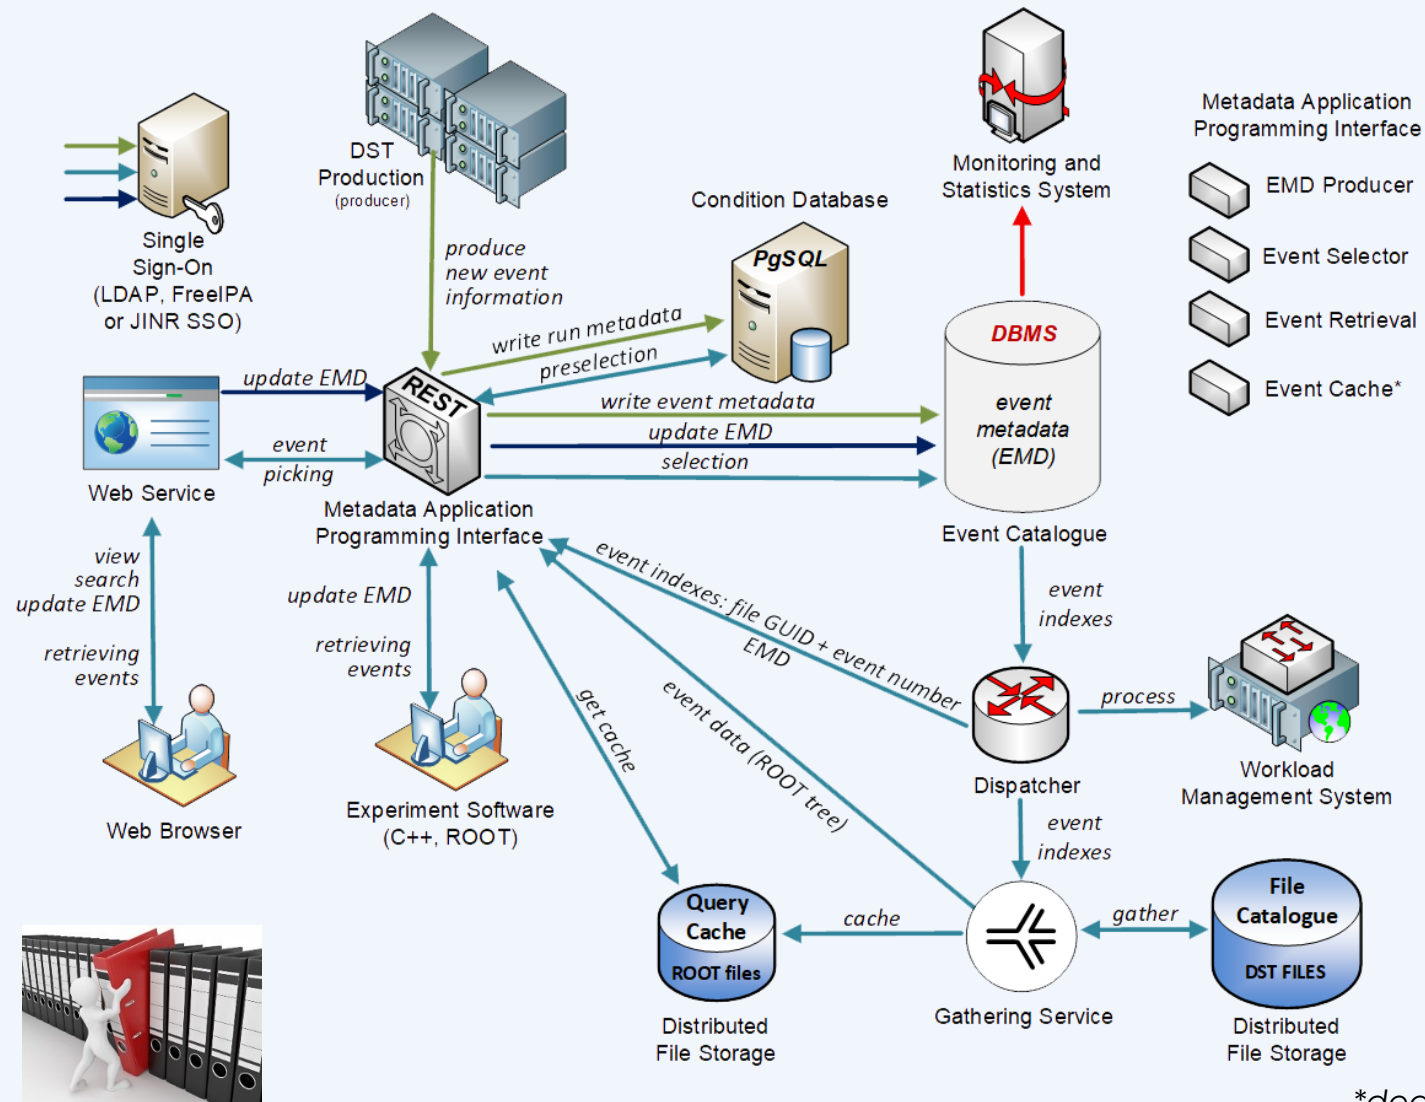 DST
Production
(producer)
Metadata Application
Programming Interface
EMD Producer
Event Selector
Event Retrieval
Event Cache*
Monitoring and
Statistics System
Condition Database
PgSQL
Single
Sign-On
(LDAP, FreeIPA
or JINR SSO)
produce
new event
information
write run metadata
preselection
DBMS
event
metadata
(EMD)
Event Catalogue
update EMD
REST
write event metadata
update EMD
selection
event
picking
Web Service
Metadata Application
Programming Interface
view
search
update EMD
retrieving
events
update EMD
retrieving
events
event indexes: file GUID + event number
EMD
event
indexes
get cache
event data (ROOT tree)
process
Dispatcher
Workload
Management System
Web Browser
Experiment Software
(C++, ROOT)
event
indexes
Query
Cache
ROOT files
cache
gather
File
Catalogue
DST FILES
Distributed
File Storage
Gathering Service
Distributed
File Storage